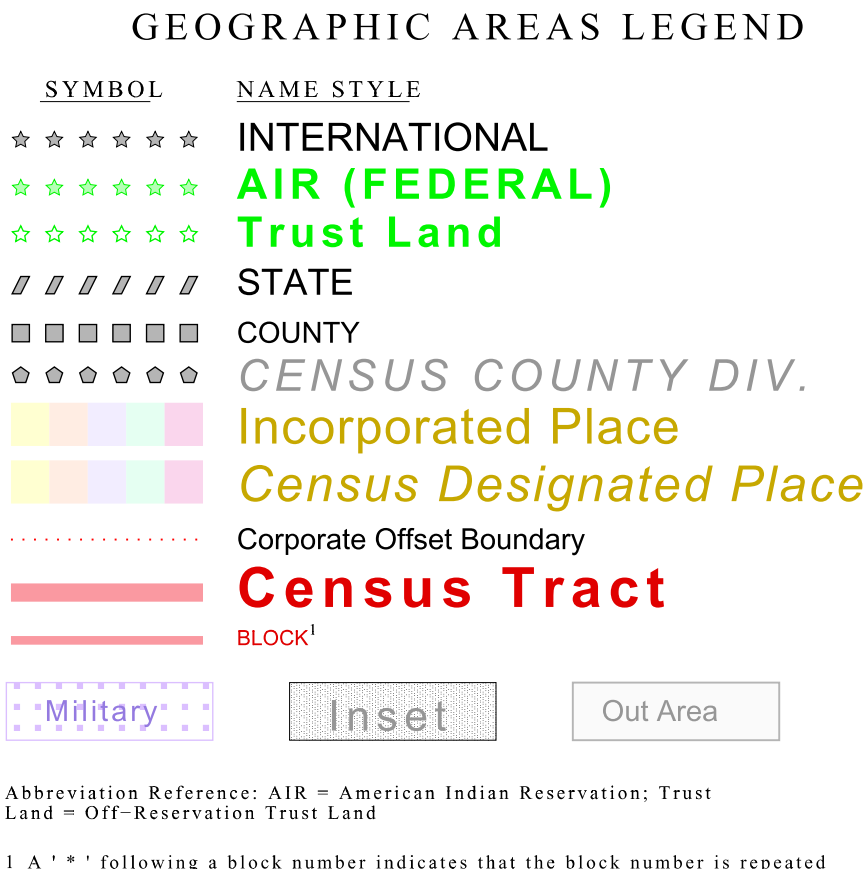 GEOGRAPHIC AREAS LEGEND
SYMBOL NAME STYLE
INTERNATIONAL
AIR (FEDERAL)
Trust Land
STATE
COUNTY
CENSUS COUNTY DIV.
Incorporated Place
Census Designated Place
Corporate Offset Boundary
Census Tract
BLOCK¹
Military Inset Out Area
Abbreviation Reference: AIR = American Indian Reservation; Trust
Land = Off−Reservation Trust Land
1 A ' * ' following a block number indicates that the block number is repeated